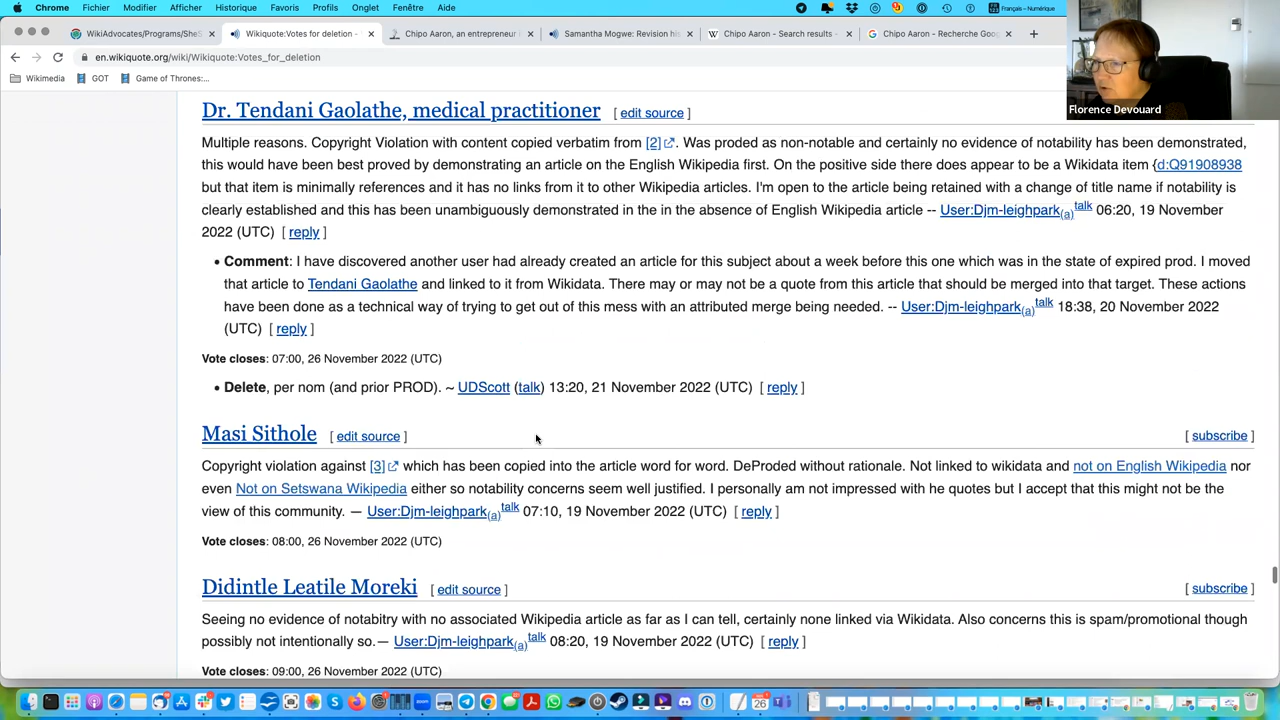 Chrome Fichier Modifier Afficher Historique Favoris Profils Onglet Fenêtre Aide Français – Numérique
WikiAdvocates/Programs/SheS Wikiquote:Votes for deletion - Chipo Aaron, an entrepreneur i Samantha Mogwe: Revision his Chipo Aaron - Search results - Chipo Aaron - Recherche Goog
en.wikiquote.org/wiki/Wikiquote:Votes_for_deletion
Wikimedia GOT Game of Thrones:...
Florence Devouard
Dr. Tendani Gaolathe, medical practitioner [ edit source ]
Multiple reasons. Copyright Violation with content copied verbatim from [2]. Was proded as non-notable and certainly no evidence of notability has been demonstrated,
this would have been best proved by demonstrating an article on the English Wikipedia first. On the positive side there does appear to be a Wikidata item {d:Q91908938
but that item is minimally references and it has no links from it to other Wikipedia articles. I'm open to the article being retained with a change of title name if notability is
clearly established and this has been unambiguously demonstrated in the in the absence of English Wikipedia article -- User:Djm-leighpark(a)talk 06:20, 19 November
2022 (UTC) [ reply ]
• Comment: I have discovered another user had already created an article for this subject about a week before this one which was in the state of expired prod. I moved
that article to Tendani Gaolathe and linked to it from Wikidata. There may or may not be a quote from this article that should be merged into that target. These actions
have been done as a technical way of trying to get out of this mess with an attributed merge being needed. -- User:Djm-leighpark(a)talk 18:38, 20 November 2022
(UTC) [ reply ]
Vote closes: 07:00, 26 November 2022 (UTC)
• Delete, per nom (and prior PROD). ~ UDScott (talk) 13:20, 21 November 2022 (UTC) [ reply ]
Masi Sithole [ edit source ] [ subscribe ]
Copyright violation against [3] which has been copied into the article word for word. DeProded without rationale. Not linked to wikidata and not on English Wikipedia nor
even Not on Setswana Wikipedia either so notability concerns seem well justified. I personally am not impressed with he quotes but I accept that this might not be the
view of this community. — User:Djm-leighpark(a)talk 07:10, 19 November 2022 (UTC) [ reply ]
Vote closes: 08:00, 26 November 2022 (UTC)
Didintle Leatile Moreki [ edit source ] [ subscribe ]
Seeing no evidence of notabitry with no associated Wikipedia article as far as I can tell, certainly none linked via Wikidata. Also concerns this is spam/promotional though
possibly not intentionally so.— User:Djm-leighpark(a)talk 08:20, 19 November 2022 (UTC) [ reply ]
Vote closes: 09:00, 26 November 2022 (UTC)
zoom 26